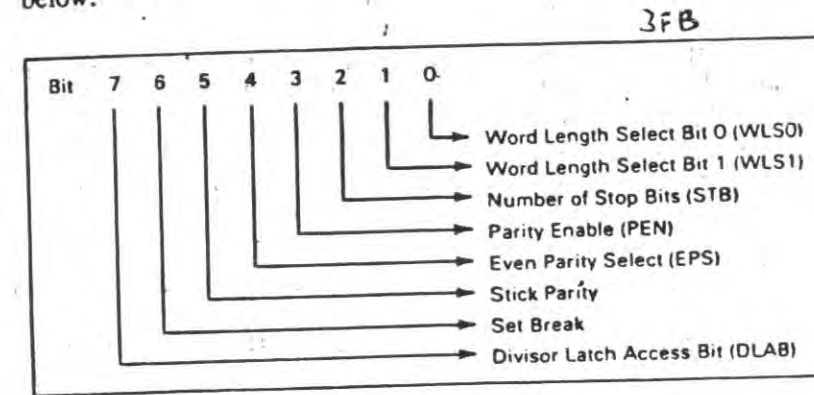 below.
3FB
Bit 7 6 5 4 3 2 1 0
Word Length Select Bit 0 (WLS0)
Word Length Select Bit 1 (WLS1)
Number of Stop Bits (STB)
Parity Enable (PEN)
Even Parity Select (EPS)
Stick Parity
Set Break
Divisor Latch Access Bit (DLAB)